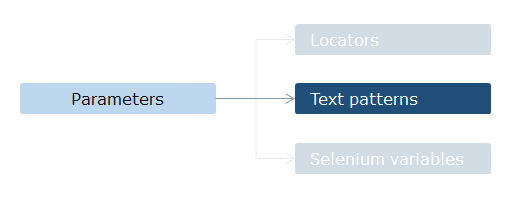 Locators
Parameters
Text patterns
Selenium variables